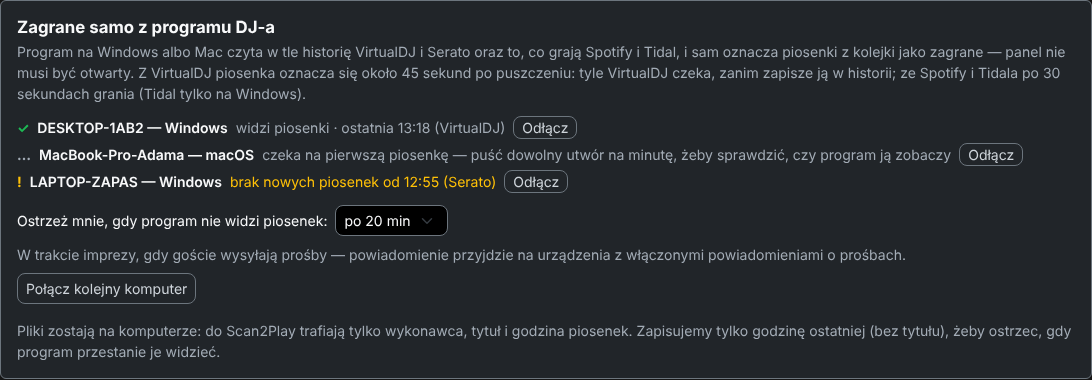 Zagrane samo z programu DJ-a
Program na Windows albo Mac czyta w tle historię VirtualDJ i Serato oraz to, co grają Spotify i Tidal, i sam oznacza piosenki z kolejki jako zagrane — panel nie
musi być otwarty. Z VirtualDJ piosenka oznacza się około 45 sekund po puszczeniu: tyle VirtualDJ czeka, zanim zapisze ją w historii; ze Spotify i Tidala po 30
sekundach grania (Tidal tylko na Windows).
✓ DESKTOP-1AB2 — Windows widzi piosenki · ostatnia 13:18 (VirtualDJ) Odłącz
... MacBook-Pro-Adama — macOS czeka na pierwszą piosenkę — puść dowolny utwór na minutę, żeby sprawdzić, czy program ją zobaczy Odłącz
! LAPTOP-ZAPAS — Windows brak nowych piosenek od 12:55 (Serato) Odłącz
Ostrzeż mnie, gdy program nie widzi piosenek: po 20 min
W trakcie imprezy, gdy goście wysyłają prośby — powiadomienie przyjdzie na urządzenia z włączonymi powiadomieniami o prośbach.
Połącz kolejny komputer
Pliki zostają na komputerze: do Scan2Play trafiają tylko wykonawca, tytuł i godzina piosenek. Zapisujemy tylko godzinę ostatniej (bez tytułu), żeby ostrzec, gdy
program przestanie je widzieć.